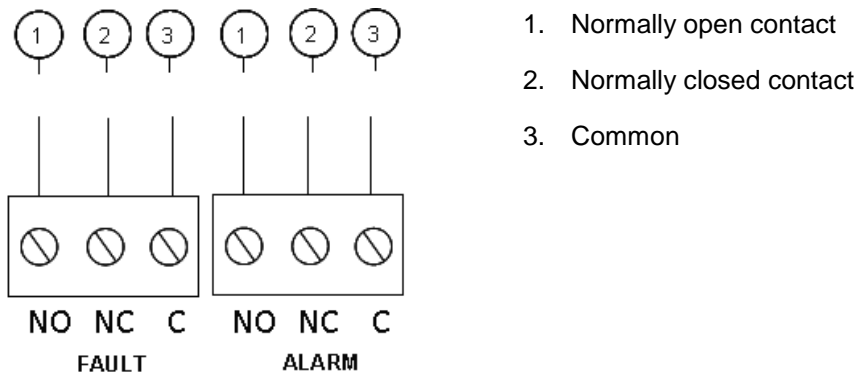 1 2 3 1 2 3
1. Normally open contact
2. Normally closed contact
3. Common
NO NC C NO NC C
FAULT ALARM